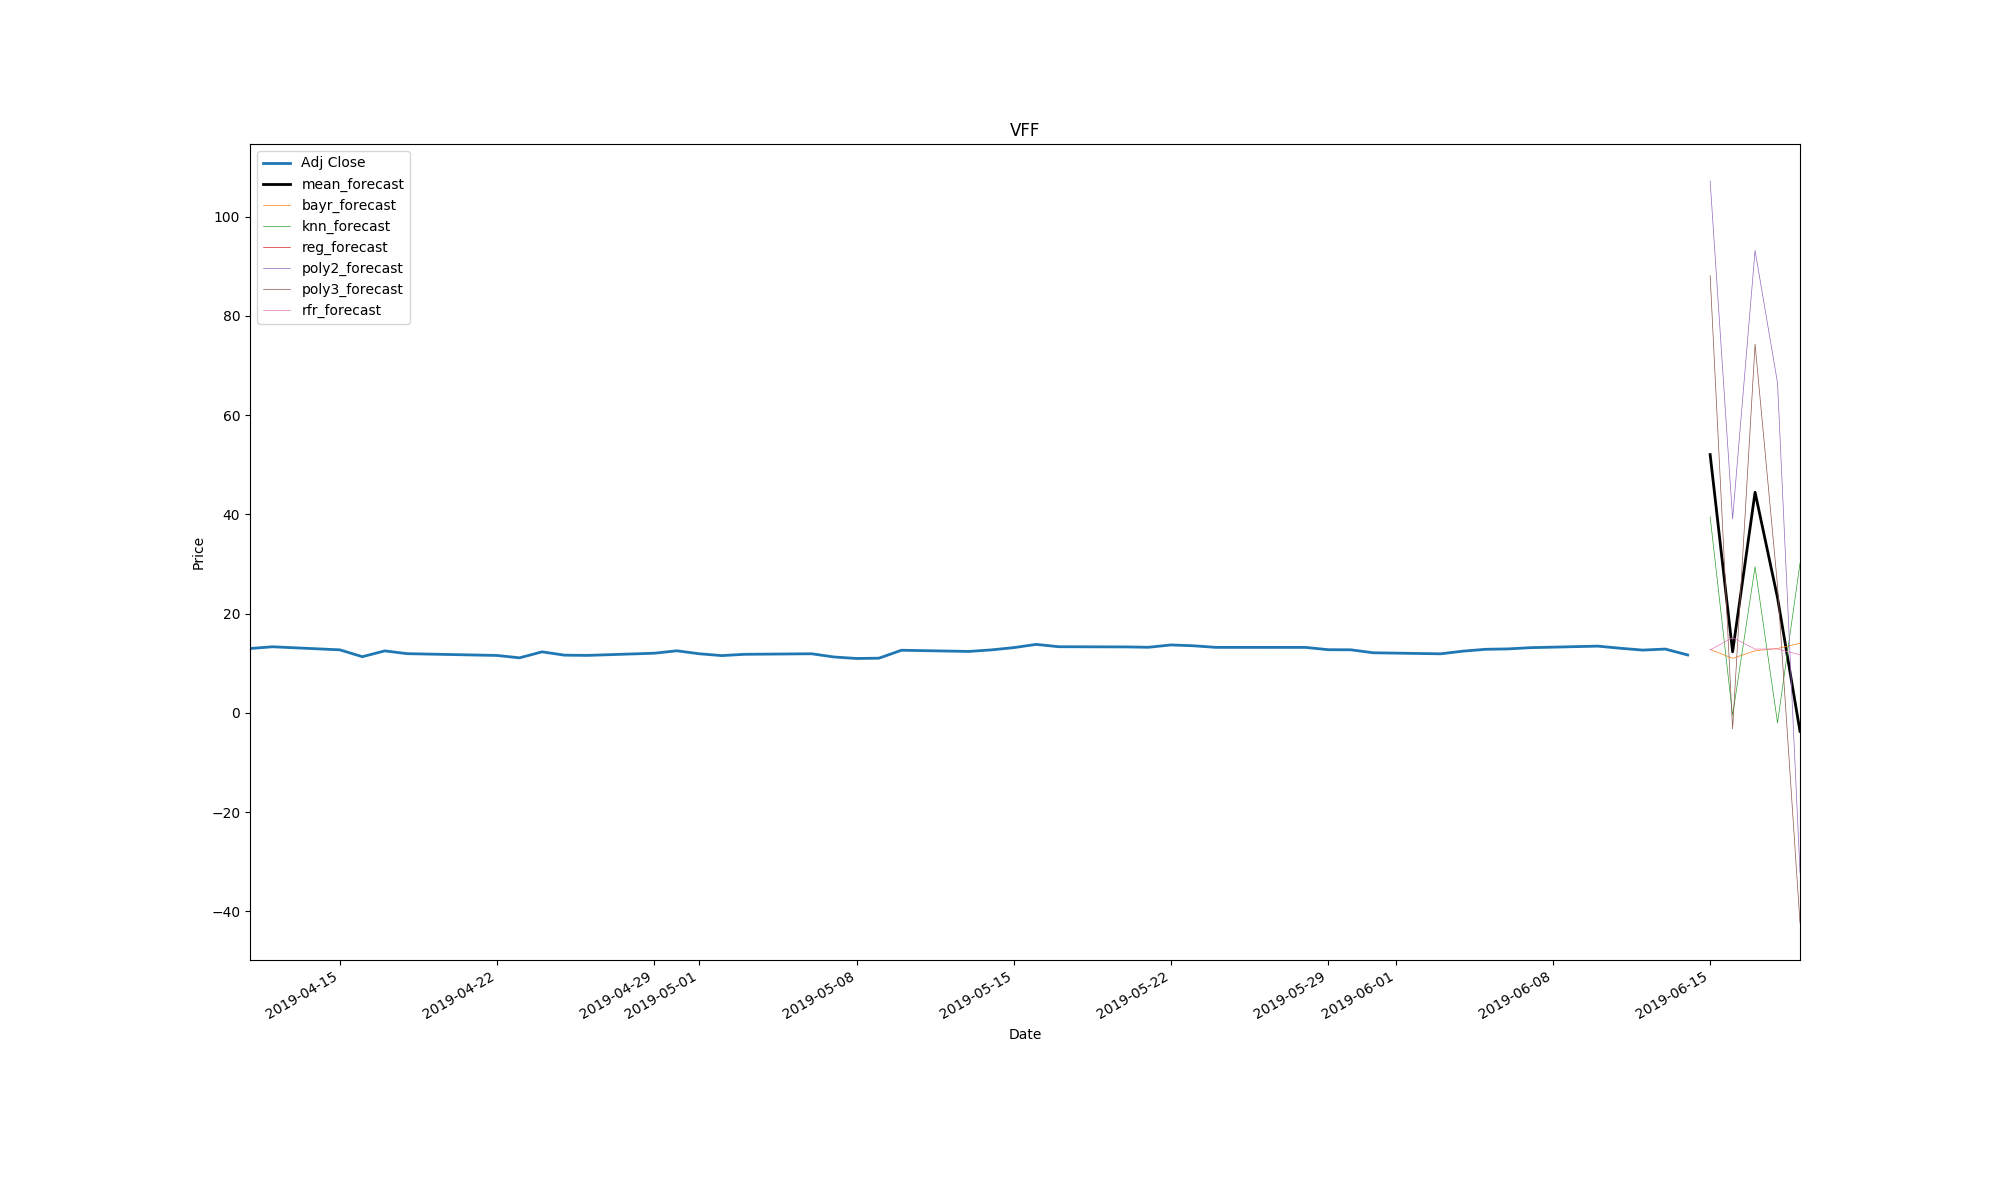 VFF
Adj Close
mean_forecast
bayr_forecast
knn_forecast
reg_forecast
poly2_forecast
poly3_forecast
rfr_forecast
100
80
60
40
20
0
−20
−40
Price
2019-04-15
2019-04-22
2019-04-29
2019-05-01
2019-05-08
2019-05-15
2019-05-22
2019-05-29
2019-06-01
2019-06-08
2019-06-15
Date